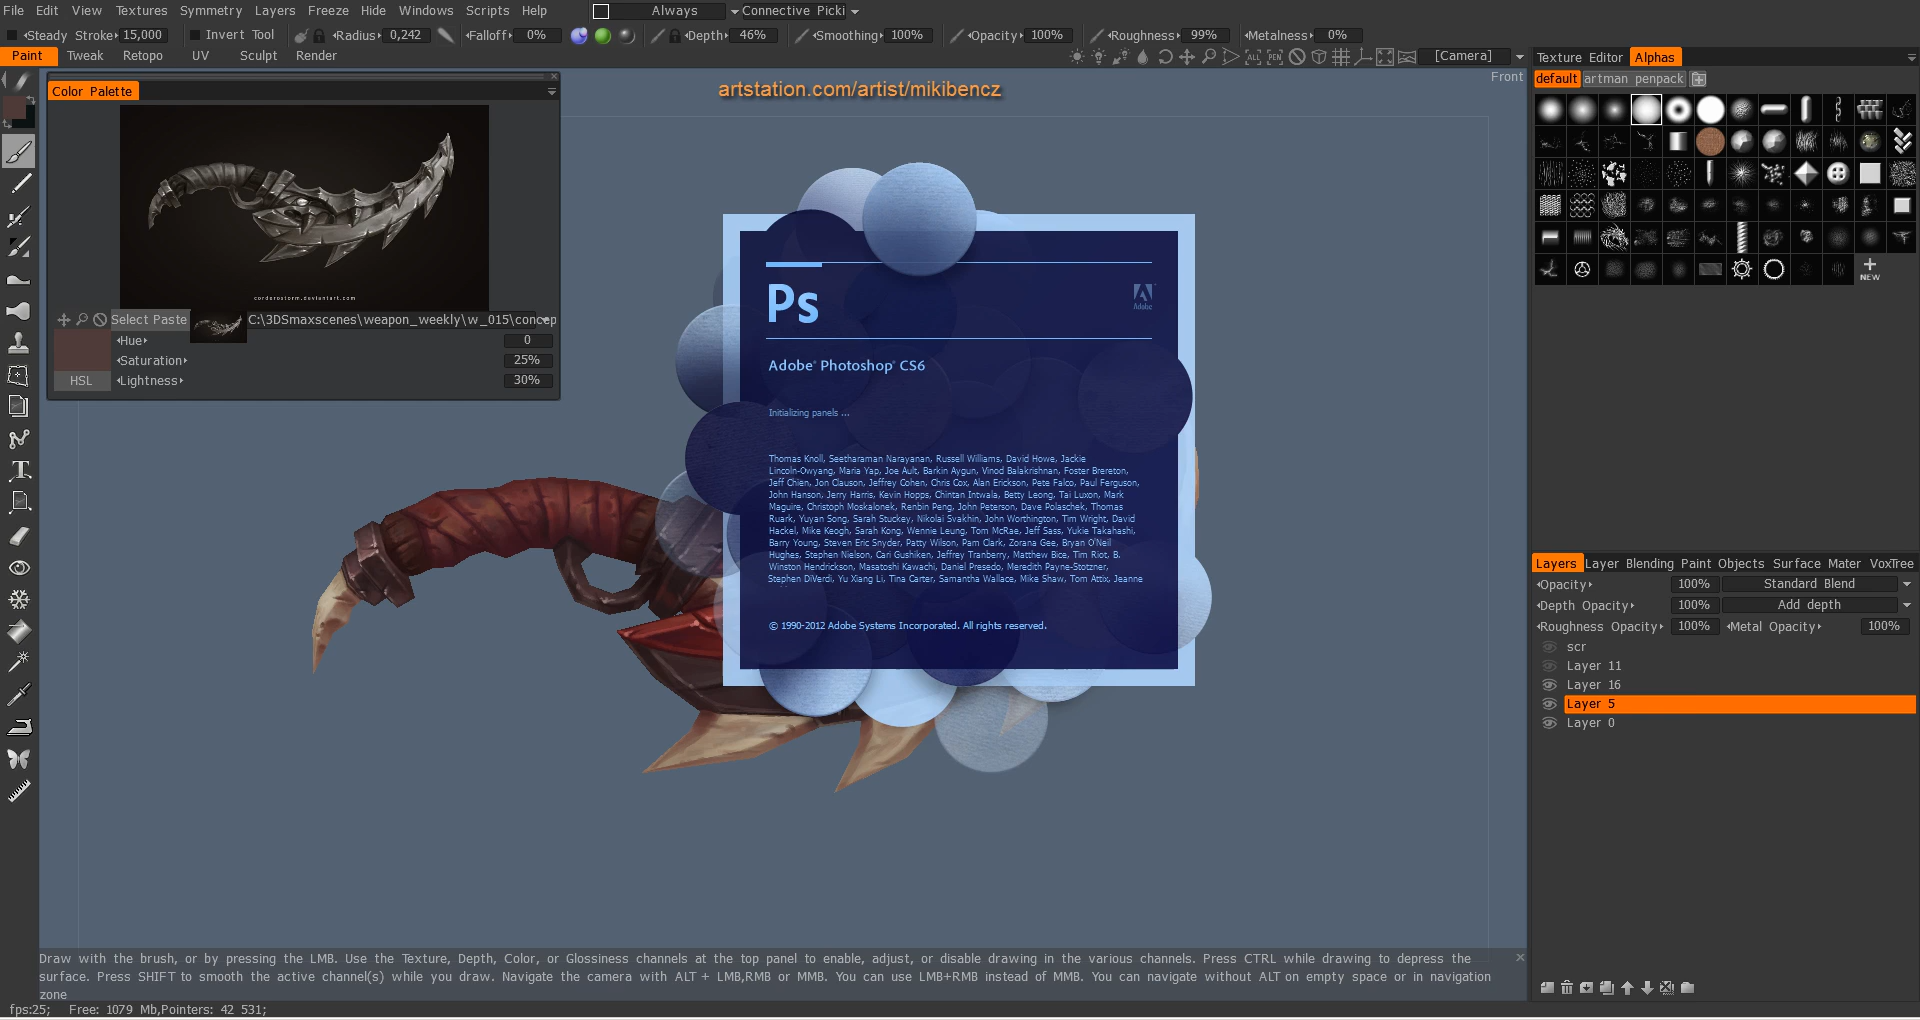 File Edit View Textures Symmetry Layers Freeze Hide Windows Scripts Help Always Connective Picki
Steady Stroke 15,000 Invert Tool Radius 0,242 Falloff 0% Depth 46% Smoothing 100% Opacity 100% Roughness 99% Metalness 0%
Paint Tweak Retopo UV Sculpt Render ALL PEN [Camera]
Front
artstation.com/artist/mikibencz
Color Palette
corderostorm.deviantart.com
Select Paste C:\3DSmaxscenes\weapon_weekly\w_015\concep
Hue 0
Saturation 25%
HSL Lightness 30%
Ps
Adobe
Adobe® Photoshop® CS6
Initializing panels ...
Thomas Knoll, Seetharaman Narayanan, Russell Williams, David Howe, Jackie
Lincoln-Owyang, Maria Yap, Joe Ault, Barkin Aygun, Vinod Balakrishnan, Foster Brereton,
Jeff Chien, Jon Clauson, Jeffrey Cohen, Chris Cox, Alan Erickson, Pete Falco, Paul Ferguson,
John Hanson, Jerry Harris, Kevin Hopps, Chintan Intwala, Betty Leong, Tai Luxon, Mark
Maguire, Christoph Moskalonek, Renbin Peng, John Peterson, Dave Polaschek, Thomas
Ruark, Yuyan Song, Sarah Stuckey, Nikolai Svakhin, John Worthington, Tim Wright, David
Hackel, Mike Keogh, Sarah Kong, Wennie Leung, Tom McRae, Jeff Sass, Yukie Takahashi,
Barry Young, Steven Eric Snyder, Patty Wilson, Pam Clark, Zorana Gee, Bryan O'Neil
Hughes, Stephen Nielson, Cari Gushiken, Jeffrey Tranberry, Matthew Bice, Tim Riot, B.
Winston Hendrickson, Masatoshi Kawachi, Daniel Presedo, Meredith Payne-Stotzner,
Stephen DiVerdi, Yu Xiang Li, Tina Carter, Samantha Wallace, Mike Shaw, Tom Attix, Jeanne
© 1990-2012 Adobe Systems Incorporated. All rights reserved.
Texture Editor Alphas
default artman penpack
NEW
Layers Layer Blending Paint Objects Surface Mater VoxTree
Opacity 100% Standard Blend
Depth Opacity 100% Add depth
Roughness Opacity 100% Metal Opacity 100%
scr
Layer 11
Layer 16
Layer 5
Layer 0
Draw with the brush, or by pressing the LMB. Use the Texture, Depth, Color, or Glossiness channels at the top panel to enable, adjust, or disable drawing in the various channels. Press CTRL while drawing to depress the
surface. Press SHIFT to smooth the active channel(s) while you draw. Navigate the camera with ALT + LMB,RMB or MMB. You can use LMB+RMB instead of MMB. You can navigate without ALT on empty space or in navigation
zone
fps:25; Free: 1079 Mb,Pointers: 42 531;